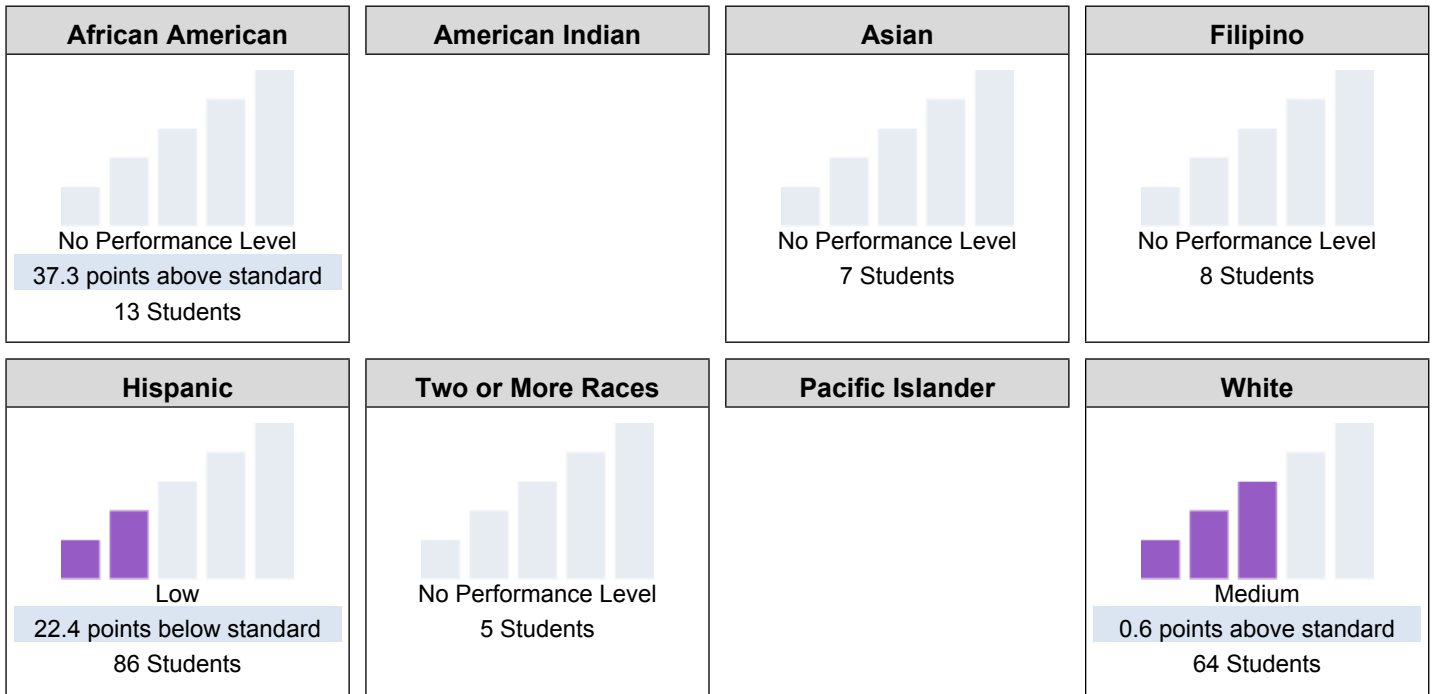 African American
No Performance Level
37.3 points above standard
13 Students
American Indian
Asian
No Performance Level
7 Students
Filipino
No Performance Level
8 Students
Hispanic
Low
22.4 points below standard
86 Students
Two or More Races
No Performance Level
5 Students
Pacific Islander
White
Medium
0.6 points above standard
64 Students